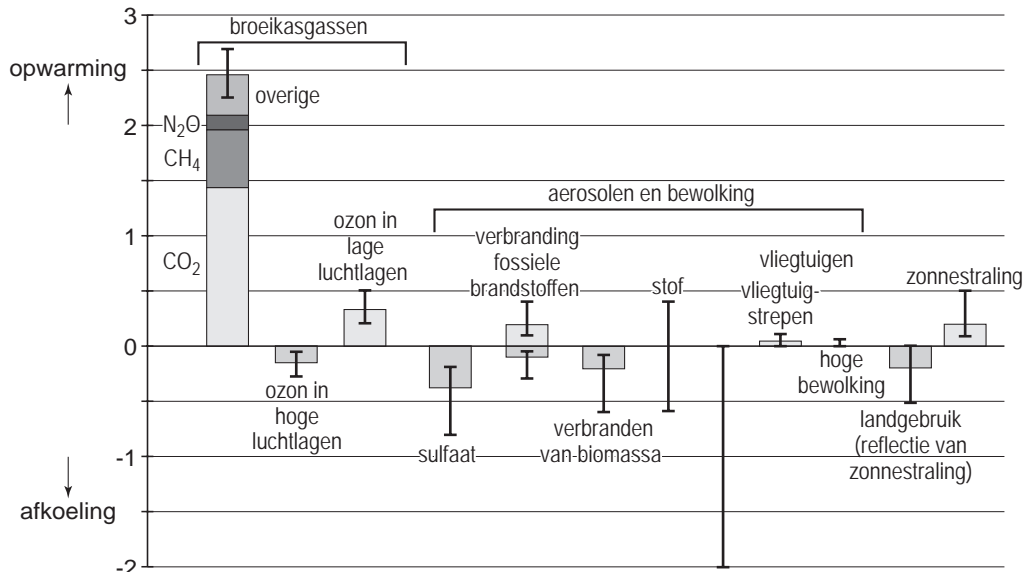 3
2
1
0
-1
-2
opwarming
afkoeling
broeikasgassen
overige
N2O
CH4
CO2
ozon in
hoge
luchtlagen
ozon in
lage
luchtlagen
aerosolen en bewolking
sulfaat
verbranding
fossiele
brandstoffen
verbranden
van biomassa
stof
vliegtuigen
vliegtuig-
strepen
hoge
bewolking
landgebruik
(reflectie van
zonnestraling)
zonnestraling